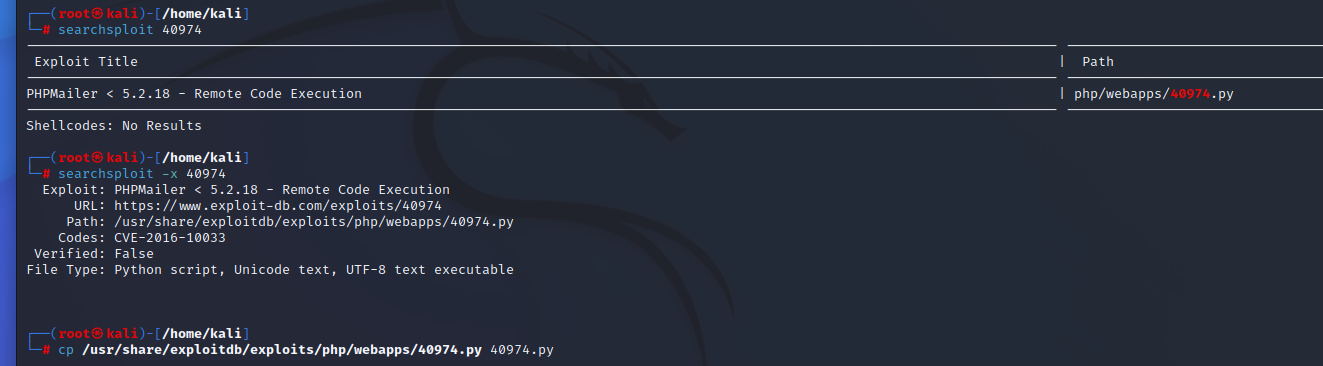 ┌──(root㉿kali)-[/home/kali]
└─# searchsploit 40974
Exploit Title | Path
PHPMailer < 5.2.18 - Remote Code Execution | php/webapps/40974.py
Shellcodes: No Results
┌──(root㉿kali)-[/home/kali]
└─# searchsploit -x 40974
Exploit: PHPMailer < 5.2.18 - Remote Code Execution
URL: https://www.exploit-db.com/exploits/40974
Path: /usr/share/exploitdb/exploits/php/webapps/40974.py
Codes: CVE-2016-10033
Verified: False
File Type: Python script, Unicode text, UTF-8 text executable
┌──(root㉿kali)-[/home/kali]
└─# cp /usr/share/exploitdb/exploits/php/webapps/40974.py 40974.py